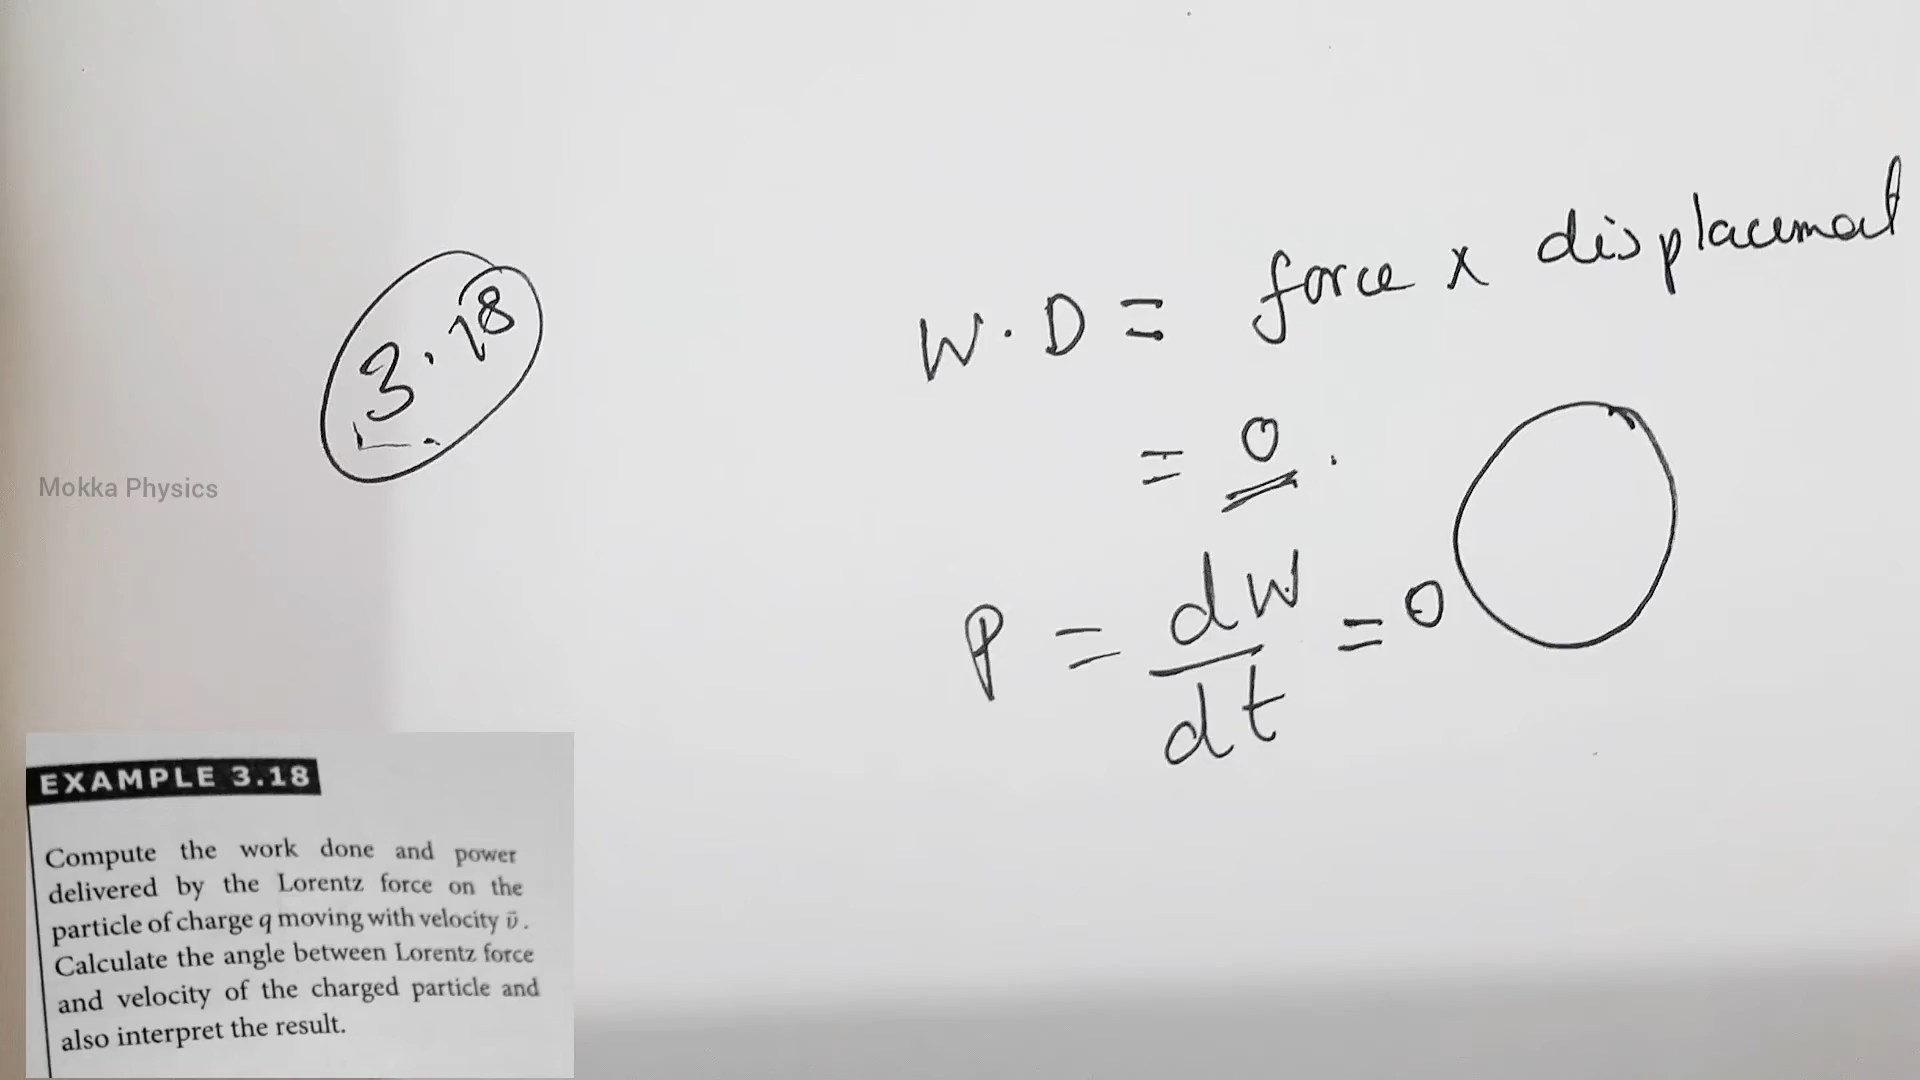 3.18
W.D = force x displacement
= 0.
P = dW/dt = 0
Mokka Physics
EXAMPLE 3.18
Compute the work done and power
delivered by the Lorentz force on the
particle of charge q moving with velocity v⃗.
Calculate the angle between Lorentz force
and velocity of the charged particle and
also interpret the result.